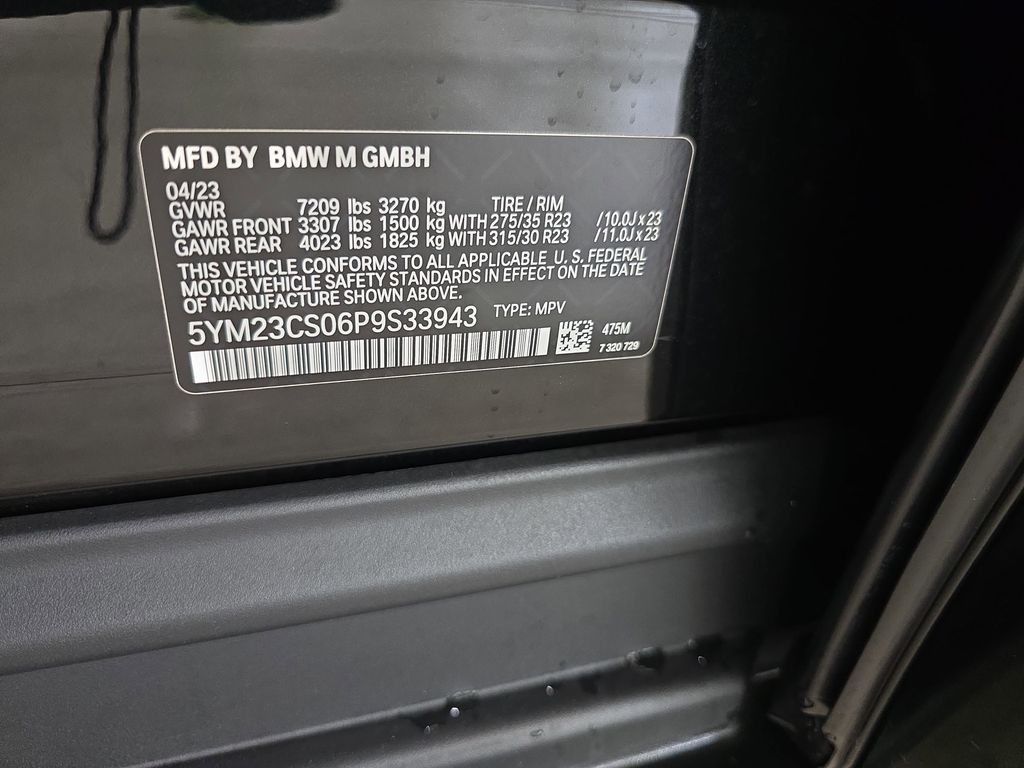 MFD BY BMW M GMBH
04/23
GVWR 7209 lbs 3270 kg TIRE / RIM
GAWR FRONT 3307 lbs 1500 kg WITH 275/35 R23 / 10.0J x 23
GAWR REAR 4023 lbs 1825 kg WITH 315/30 R23 / 11.0J x 23
THIS VEHICLE CONFORMS TO ALL APPLICABLE U. S. FEDERAL
MOTOR VEHICLE SAFETY STANDARDS IN EFFECT ON THE DATE
OF MANUFACTURE SHOWN ABOVE.
5YM23CS06P9S33943 TYPE: MPV
475M
7 320 729